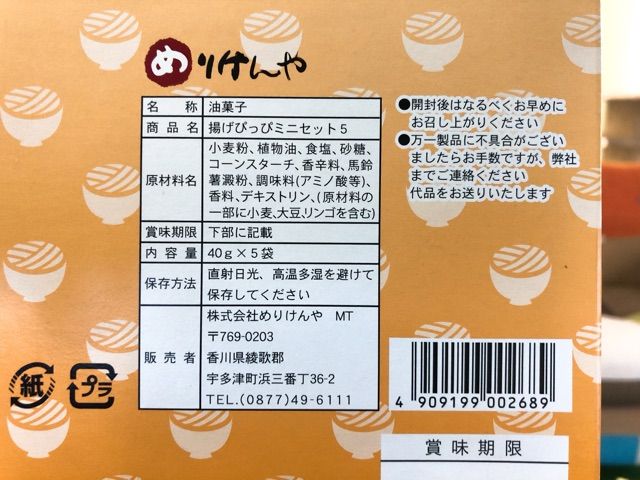 めりけんや
名 称 油菓子
商品名 揚げぴっぴミニセット5
原材料名 小麦粉、植物油、食塩、砂糖、
コーンスターチ、香辛料、馬鈴
薯澱粉、調味料(アミノ酸等)、
香料、デキストリン、(原材料の
一部に小麦、大豆、リンゴを含む)
賞味期限 下部に記載
内容量 40g×5袋
保存方法 直射日光、高温多湿を避けて
保存してください
販売者 株式会社めりけんや MT
〒769-0203
香川県綾歌郡
宇多津町浜三番丁36-2
TEL.(0877)49-6111
●開封後はなるべくお早めに
お召し上がりください
●万一製品に不具合がござい
ましたらお手数ですが、弊社
までご連絡ください
代品をお送りいたします
紙
プラ
4 909199 002689
賞味期限